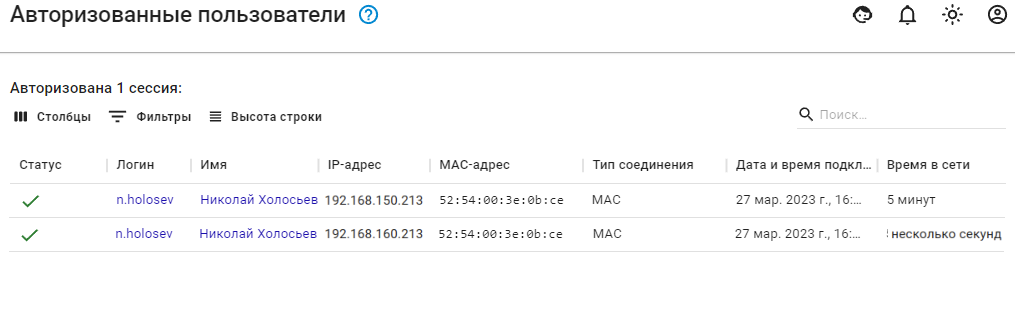 Авторизованные пользователи
Авторизована 1 сессия:
Столбцы Фильтры Высота строки Поиск...
Статус Логин Имя IP-адрес MAC-адрес Тип соединения Дата и время подкл... Время в сети
n.holosev Николай Холосьев 192.168.150.213 52:54:00:3e:0b:ce MAC 27 мар. 2023 г., 16:... 5 минут
n.holosev Николай Холосьев 192.168.160.213 52:54:00:3e:0b:ce MAC 27 мар. 2023 г., 16:... несколько секунд